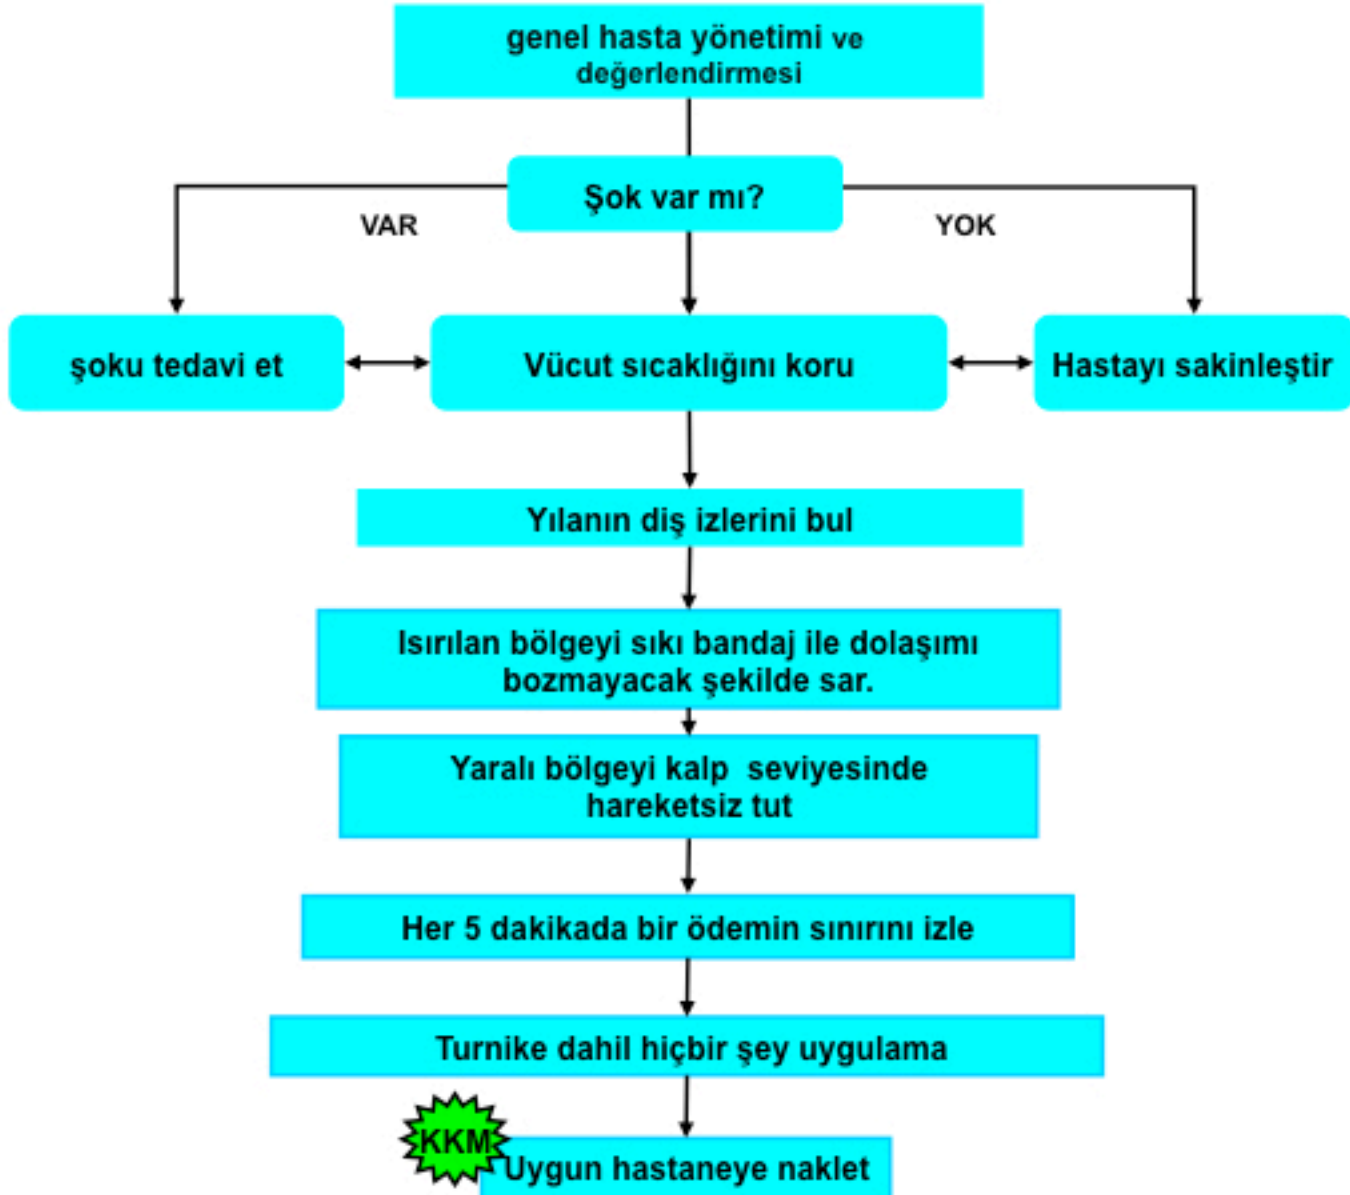 genel hasta yönetimi ve
değerlendirmesi
Şok var mı?
VAR
YOK
şoku tedavi et
Vücut sıcaklığını koru
Hastayı sakinleştir
Yılanın diş izlerini bul
Isırılan bölgeyi sıkı bandaj ile dolaşımı
bozmayacak şekilde sar.
Yaralı bölgeyi kalp seviyesinde
hareketsiz tut
Her 5 dakikada bir ödemin sınırını izle
Turnike dahil hiçbir şey uygulama
KKM
Uygun hastaneye naklet